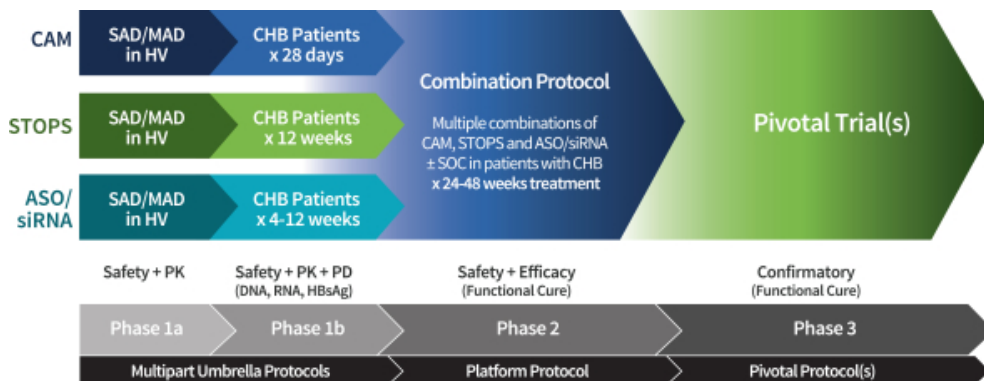 CAM
SAD/MAD
in HV
CHB Patients
x 28 days
STOPS
SAD/MAD
in HV
CHB Patients
x 12 weeks
ASO/
siRNA
SAD/MAD
in HV
CHB Patients
x 4-12 weeks
Combination Protocol
Multiple combinations of
CAM, STOPS and ASO/siRNA
± SOC in patients with CHB
x 24-48 weeks treatment
Pivotal Trial(s)
Safety + PK
Safety + PK + PD
(DNA, RNA, HBsAg)
Safety + Efficacy
(Functional Cure)
Confirmatory
(Functional Cure)
Phase 1a
Phase 1b
Phase 2
Phase 3
Multipart Umbrella Protocols
Platform Protocol
Pivotal Protocol(s)